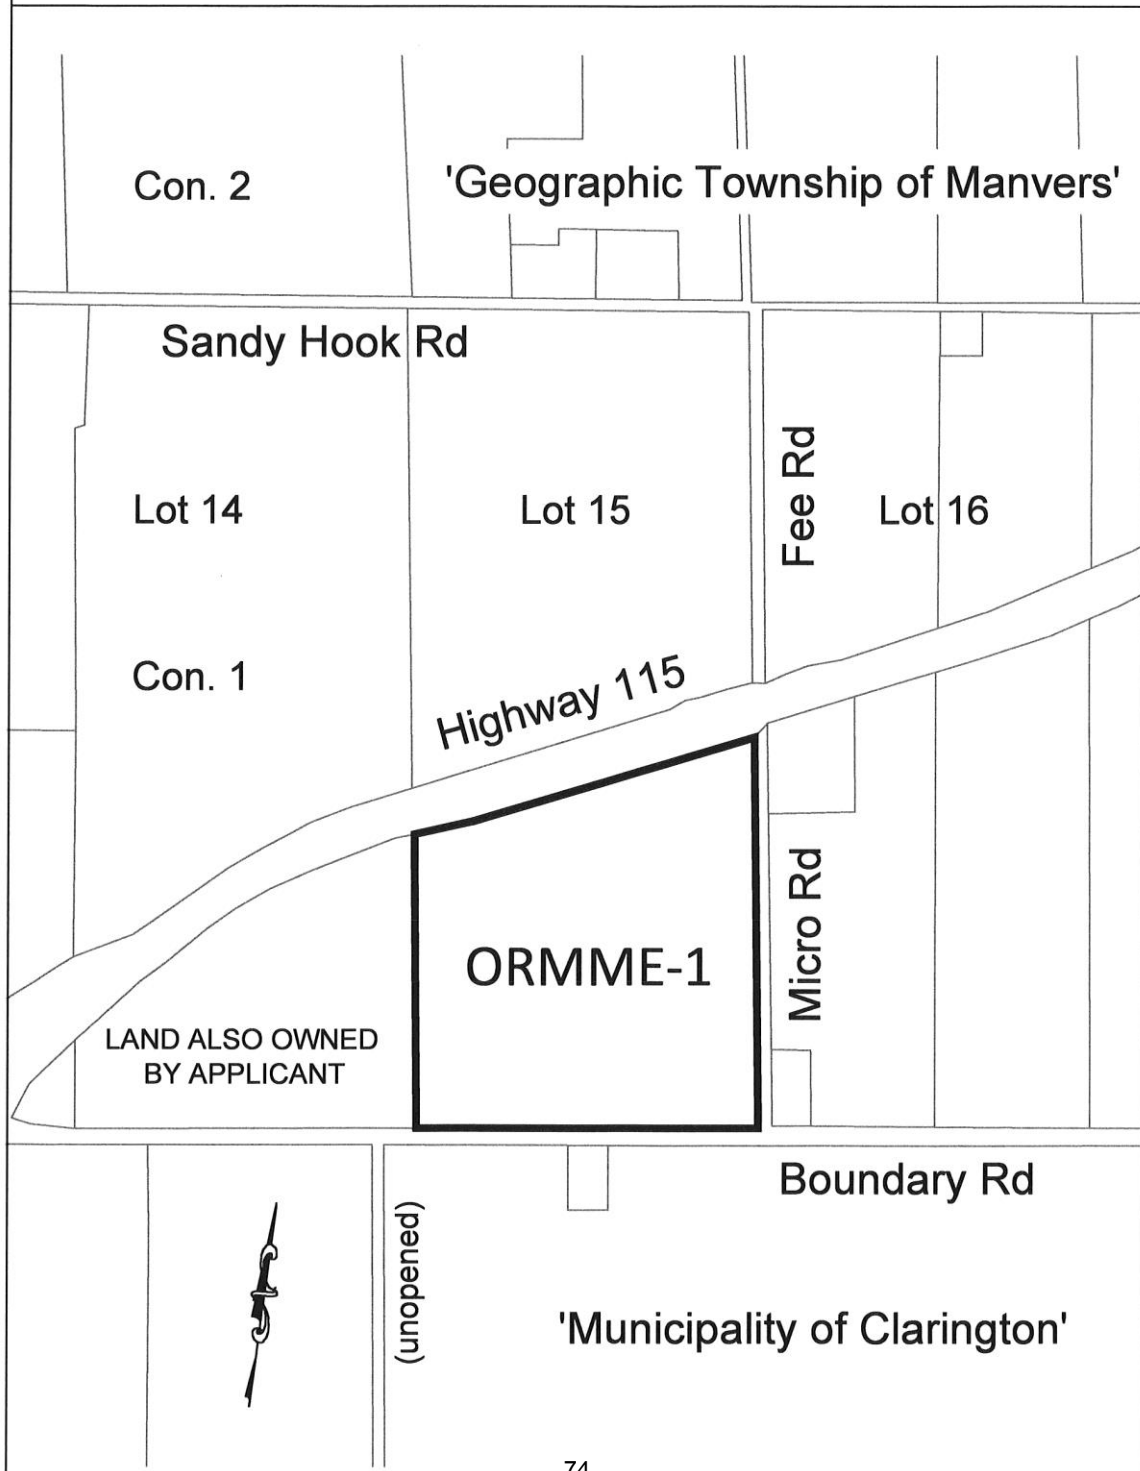 Con. 2
'Geographic Township of Manvers'
Sandy Hook Rd
Fee Rd
Lot 14
Lot 15
Lot 16
Con. 1
Highway 115
Micro Rd
ORMME-1
LAND ALSO OWNED
BY APPLICANT
Boundary Rd
(unopened)
'Municipality of Clarington'
74